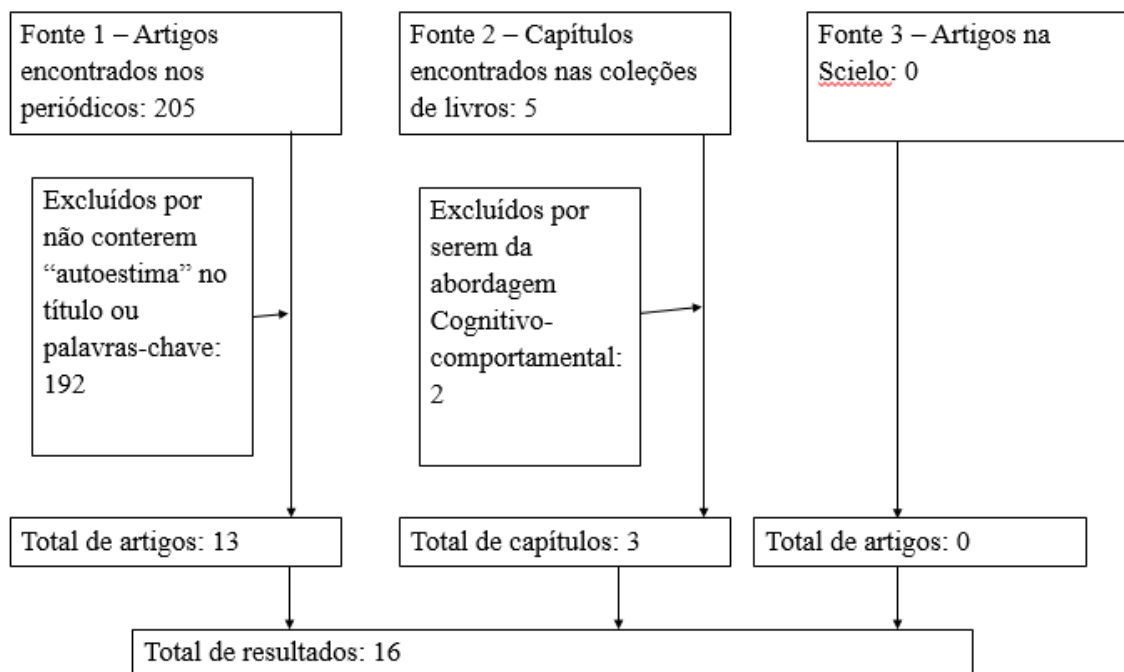 Fonte 1 – Artigos
encontrados nos
periódicos: 205
Fonte 2 – Capítulos
encontrados nas coleções
de livros: 5
Fonte 3 – Artigos na
Scielo: 0
Excluídos por
não conterem
“autoestima” no
título ou
palavras-chave:
192
Excluídos por
serem da
abordagem
Cognitivo-
comportamental:
2
Total de artigos: 13
Total de capítulos: 3
Total de artigos: 0
Total de resultados: 16